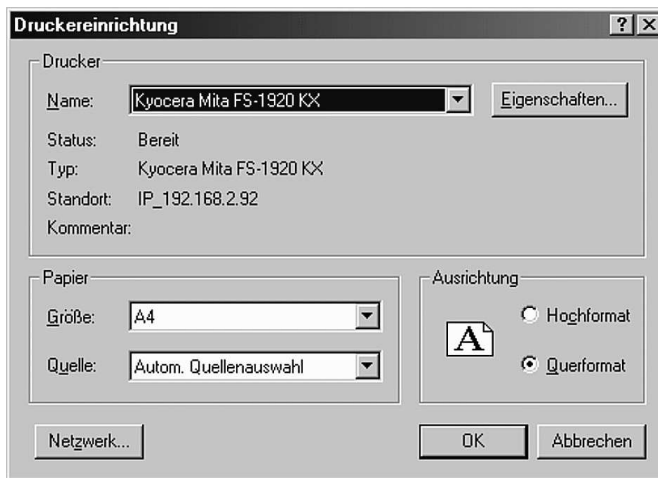 Druckereinrichtung
Drucker
Name: Kyocera Mita FS-1920 KX Eigenschaften...
Status: Bereit
Typ: Kyocera Mita FS-1920 KX
Standort: IP_192.168.2.92
Kommentar:
Papier
Größe: A4
Quelle: Autom. Quellenauswahl
Ausrichtung
A
Hochformat
Querformat
Netzwerk... OK Abbrechen